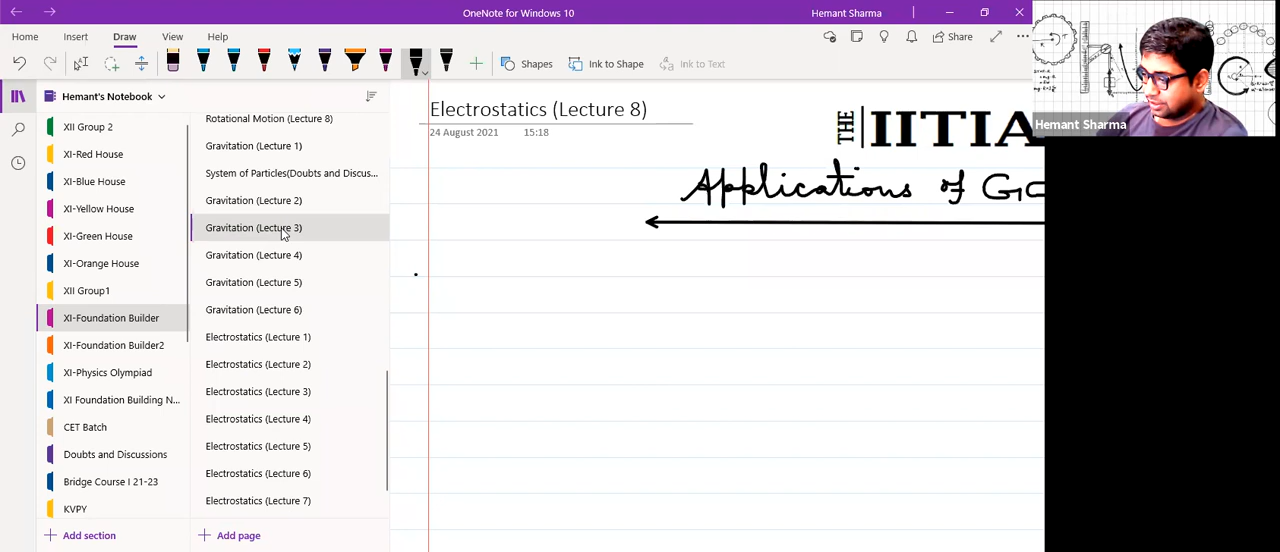 OneNote for Windows 10
Hemant Sharma
Home
Insert
Draw
View
Help
Share
Shapes
Ink to Shape
Ink to Text
Hemant's Notebook
XII Group 2
XI-Red House
XI-Blue House
XI-Yellow House
XI-Green House
XI-Orange House
XII Group1
XI-Foundation Builder
XI-Foundation Builder2
XI-Physics Olympiad
XI Foundation Building N...
CET Batch
Doubts and Discussions
Bridge Course I 21-23
KVPY
Add section
Rotational Motion (Lecture 8)
Gravitation (Lecture 1)
System of Particles(Doubts and Discus...
Gravitation (Lecture 2)
Gravitation (Lecture 3)
Gravitation (Lecture 4)
Gravitation (Lecture 5)
Gravitation (Lecture 6)
Electrostatics (Lecture 1)
Electrostatics (Lecture 2)
Electrostatics (Lecture 3)
Electrostatics (Lecture 4)
Electrostatics (Lecture 5)
Electrostatics (Lecture 6)
Electrostatics (Lecture 7)
Add page
Electrostatics (Lecture 8)
24 August 2021 15:18
THE IITIA
Applications of
Hemant Sharma